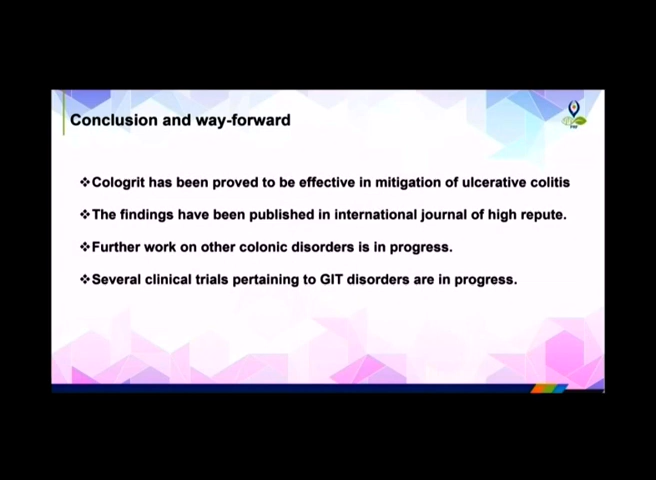 Conclusion and way-forward
❖Cologrit has been proved to be effective in mitigation of ulcerative colitis
❖The findings have been published in international journal of high repute.
❖Further work on other colonic disorders is in progress.
❖Several clinical trials pertaining to GIT disorders are in progress.